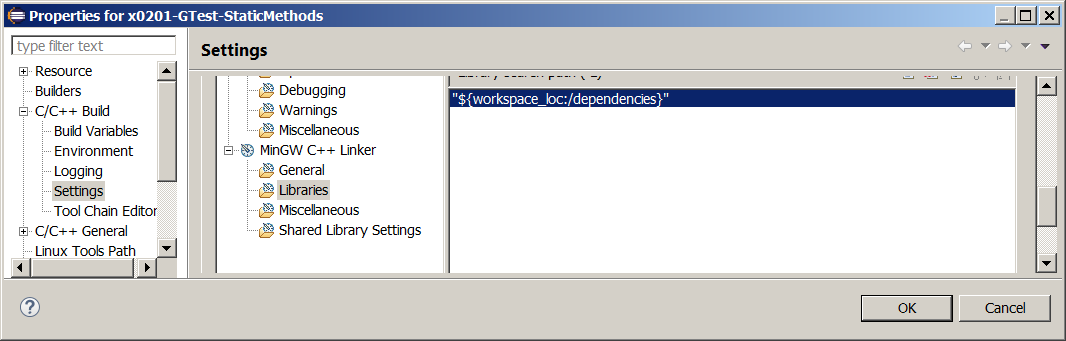 Properties for x0201-GTest-StaticMethods
type filter text
Resource
Builders
C/C++ Build
Build Variables
Environment
Logging
Settings
Tool Chain Editor
C/C++ General
Linux Tools Path
Settings
Debugging
Warnings
Miscellaneous
MinGW C++ Linker
General
Libraries
Miscellaneous
Shared Library Settings
"${workspace_loc:/dependencies}"
OK
Cancel